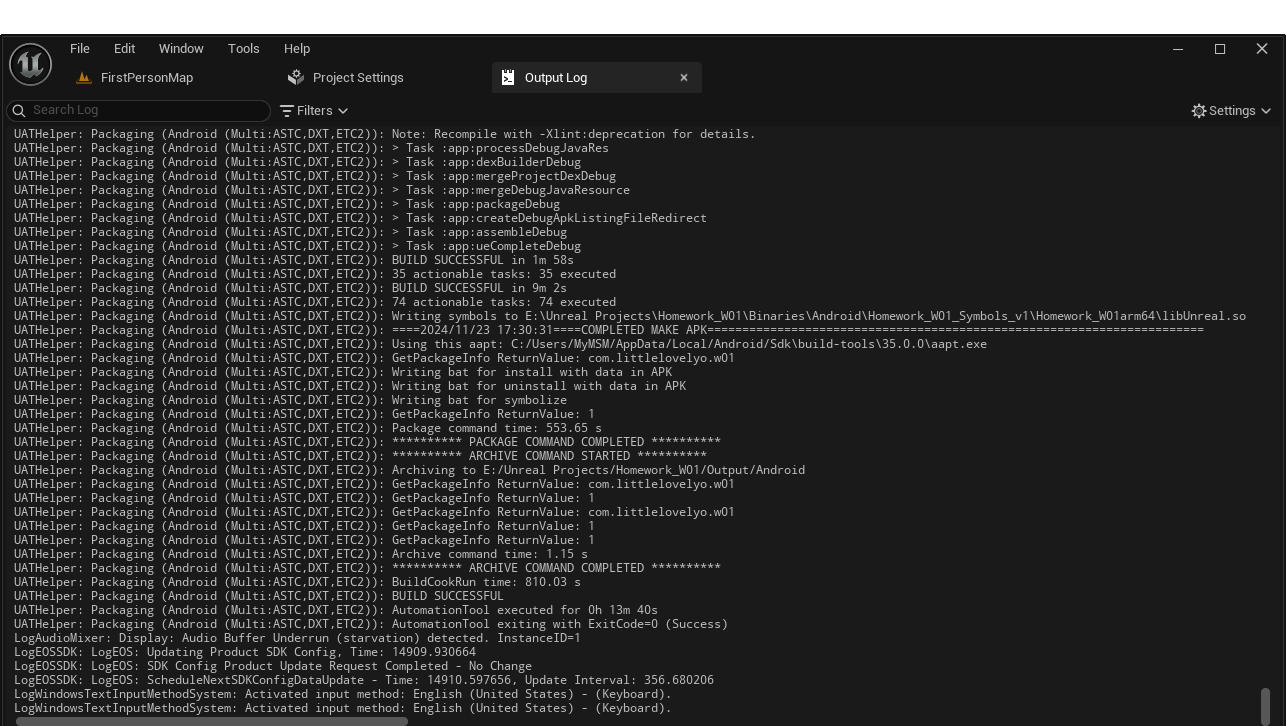 File Edit Window Tools Help
FirstPersonMap Project Settings Output Log
Search Log Filters Settings
UATHelper: Packaging (Android (Multi:ASTC,DXT,ETC2)): Note: Recompile with -Xlint:deprecation for details.
UATHelper: Packaging (Android (Multi:ASTC,DXT,ETC2)): > Task :app:processDebugJavaRes
UATHelper: Packaging (Android (Multi:ASTC,DXT,ETC2)): > Task :app:dexBuilderDebug
UATHelper: Packaging (Android (Multi:ASTC,DXT,ETC2)): > Task :app:mergeProjectDexDebug
UATHelper: Packaging (Android (Multi:ASTC,DXT,ETC2)): > Task :app:mergeDebugJavaResource
UATHelper: Packaging (Android (Multi:ASTC,DXT,ETC2)): > Task :app:packageDebug
UATHelper: Packaging (Android (Multi:ASTC,DXT,ETC2)): > Task :app:createDebugApkListingFileRedirect
UATHelper: Packaging (Android (Multi:ASTC,DXT,ETC2)): > Task :app:assembleDebug
UATHelper: Packaging (Android (Multi:ASTC,DXT,ETC2)): > Task :app:ueCompleteDebug
UATHelper: Packaging (Android (Multi:ASTC,DXT,ETC2)): BUILD SUCCESSFUL in 1m 58s
UATHelper: Packaging (Android (Multi:ASTC,DXT,ETC2)): 35 actionable tasks: 35 executed
UATHelper: Packaging (Android (Multi:ASTC,DXT,ETC2)): BUILD SUCCESSFUL in 9m 2s
UATHelper: Packaging (Android (Multi:ASTC,DXT,ETC2)): 74 actionable tasks: 74 executed
UATHelper: Packaging (Android (Multi:ASTC,DXT,ETC2)): Writing symbols to E:\Unreal Projects\Homework_W01\Binaries\Android\Homework_W01_Symbols_v1\Homework_W01arm64\libUnreal.so
UATHelper: Packaging (Android (Multi:ASTC,DXT,ETC2)): ====2024/11/23 17:30:31====COMPLETED MAKE APK=======================================================================
UATHelper: Packaging (Android (Multi:ASTC,DXT,ETC2)): Using this aapt: C:/Users/MyMSM/AppData/Local/Android/Sdk\build-tools\35.0.0\aapt.exe
UATHelper: Packaging (Android (Multi:ASTC,DXT,ETC2)): GetPackageInfo ReturnValue: com.littlelovelyo.w01
UATHelper: Packaging (Android (Multi:ASTC,DXT,ETC2)): Writing bat for install with data in APK
UATHelper: Packaging (Android (Multi:ASTC,DXT,ETC2)): Writing bat for uninstall with data in APK
UATHelper: Packaging (Android (Multi:ASTC,DXT,ETC2)): Writing bat for symbolize
UATHelper: Packaging (Android (Multi:ASTC,DXT,ETC2)): GetPackageInfo ReturnValue: 1
UATHelper: Packaging (Android (Multi:ASTC,DXT,ETC2)): Package command time: 553.65 s
UATHelper: Packaging (Android (Multi:ASTC,DXT,ETC2)): ********** PACKAGE COMMAND COMPLETED **********
UATHelper: Packaging (Android (Multi:ASTC,DXT,ETC2)): ********** ARCHIVE COMMAND STARTED **********
UATHelper: Packaging (Android (Multi:ASTC,DXT,ETC2)): Archiving to E:/Unreal Projects/Homework_W01/Output/Android
UATHelper: Packaging (Android (Multi:ASTC,DXT,ETC2)): GetPackageInfo ReturnValue: com.littlelovelyo.w01
UATHelper: Packaging (Android (Multi:ASTC,DXT,ETC2)): GetPackageInfo ReturnValue: 1
UATHelper: Packaging (Android (Multi:ASTC,DXT,ETC2)): GetPackageInfo ReturnValue: com.littlelovelyo.w01
UATHelper: Packaging (Android (Multi:ASTC,DXT,ETC2)): GetPackageInfo ReturnValue: 1
UATHelper: Packaging (Android (Multi:ASTC,DXT,ETC2)): GetPackageInfo ReturnValue: 1
UATHelper: Packaging (Android (Multi:ASTC,DXT,ETC2)): Archive command time: 1.15 s
UATHelper: Packaging (Android (Multi:ASTC,DXT,ETC2)): ********** ARCHIVE COMMAND COMPLETED **********
UATHelper: Packaging (Android (Multi:ASTC,DXT,ETC2)): BuildCookRun time: 810.03 s
UATHelper: Packaging (Android (Multi:ASTC,DXT,ETC2)): BUILD SUCCESSFUL
UATHelper: Packaging (Android (Multi:ASTC,DXT,ETC2)): AutomationTool executed for 0h 13m 40s
UATHelper: Packaging (Android (Multi:ASTC,DXT,ETC2)): AutomationTool exiting with ExitCode=0 (Success)
LogAudioMixer: Display: Audio Buffer Underrun (starvation) detected. InstanceID=1
LogEOSSDK: LogEOS: Updating Product SDK Config, Time: 14909.930664
LogEOSSDK: LogEOS: SDK Config Product Update Request Completed - No Change
LogEOSSDK: LogEOS: ScheduleNextSDKConfigDataUpdate - Time: 14910.597656, Update Interval: 356.680206
LogWindowsTextInputMethodSystem: Activated input method: English (United States) - (Keyboard).
LogWindowsTextInputMethodSystem: Activated input method: English (United States) - (Keyboard).